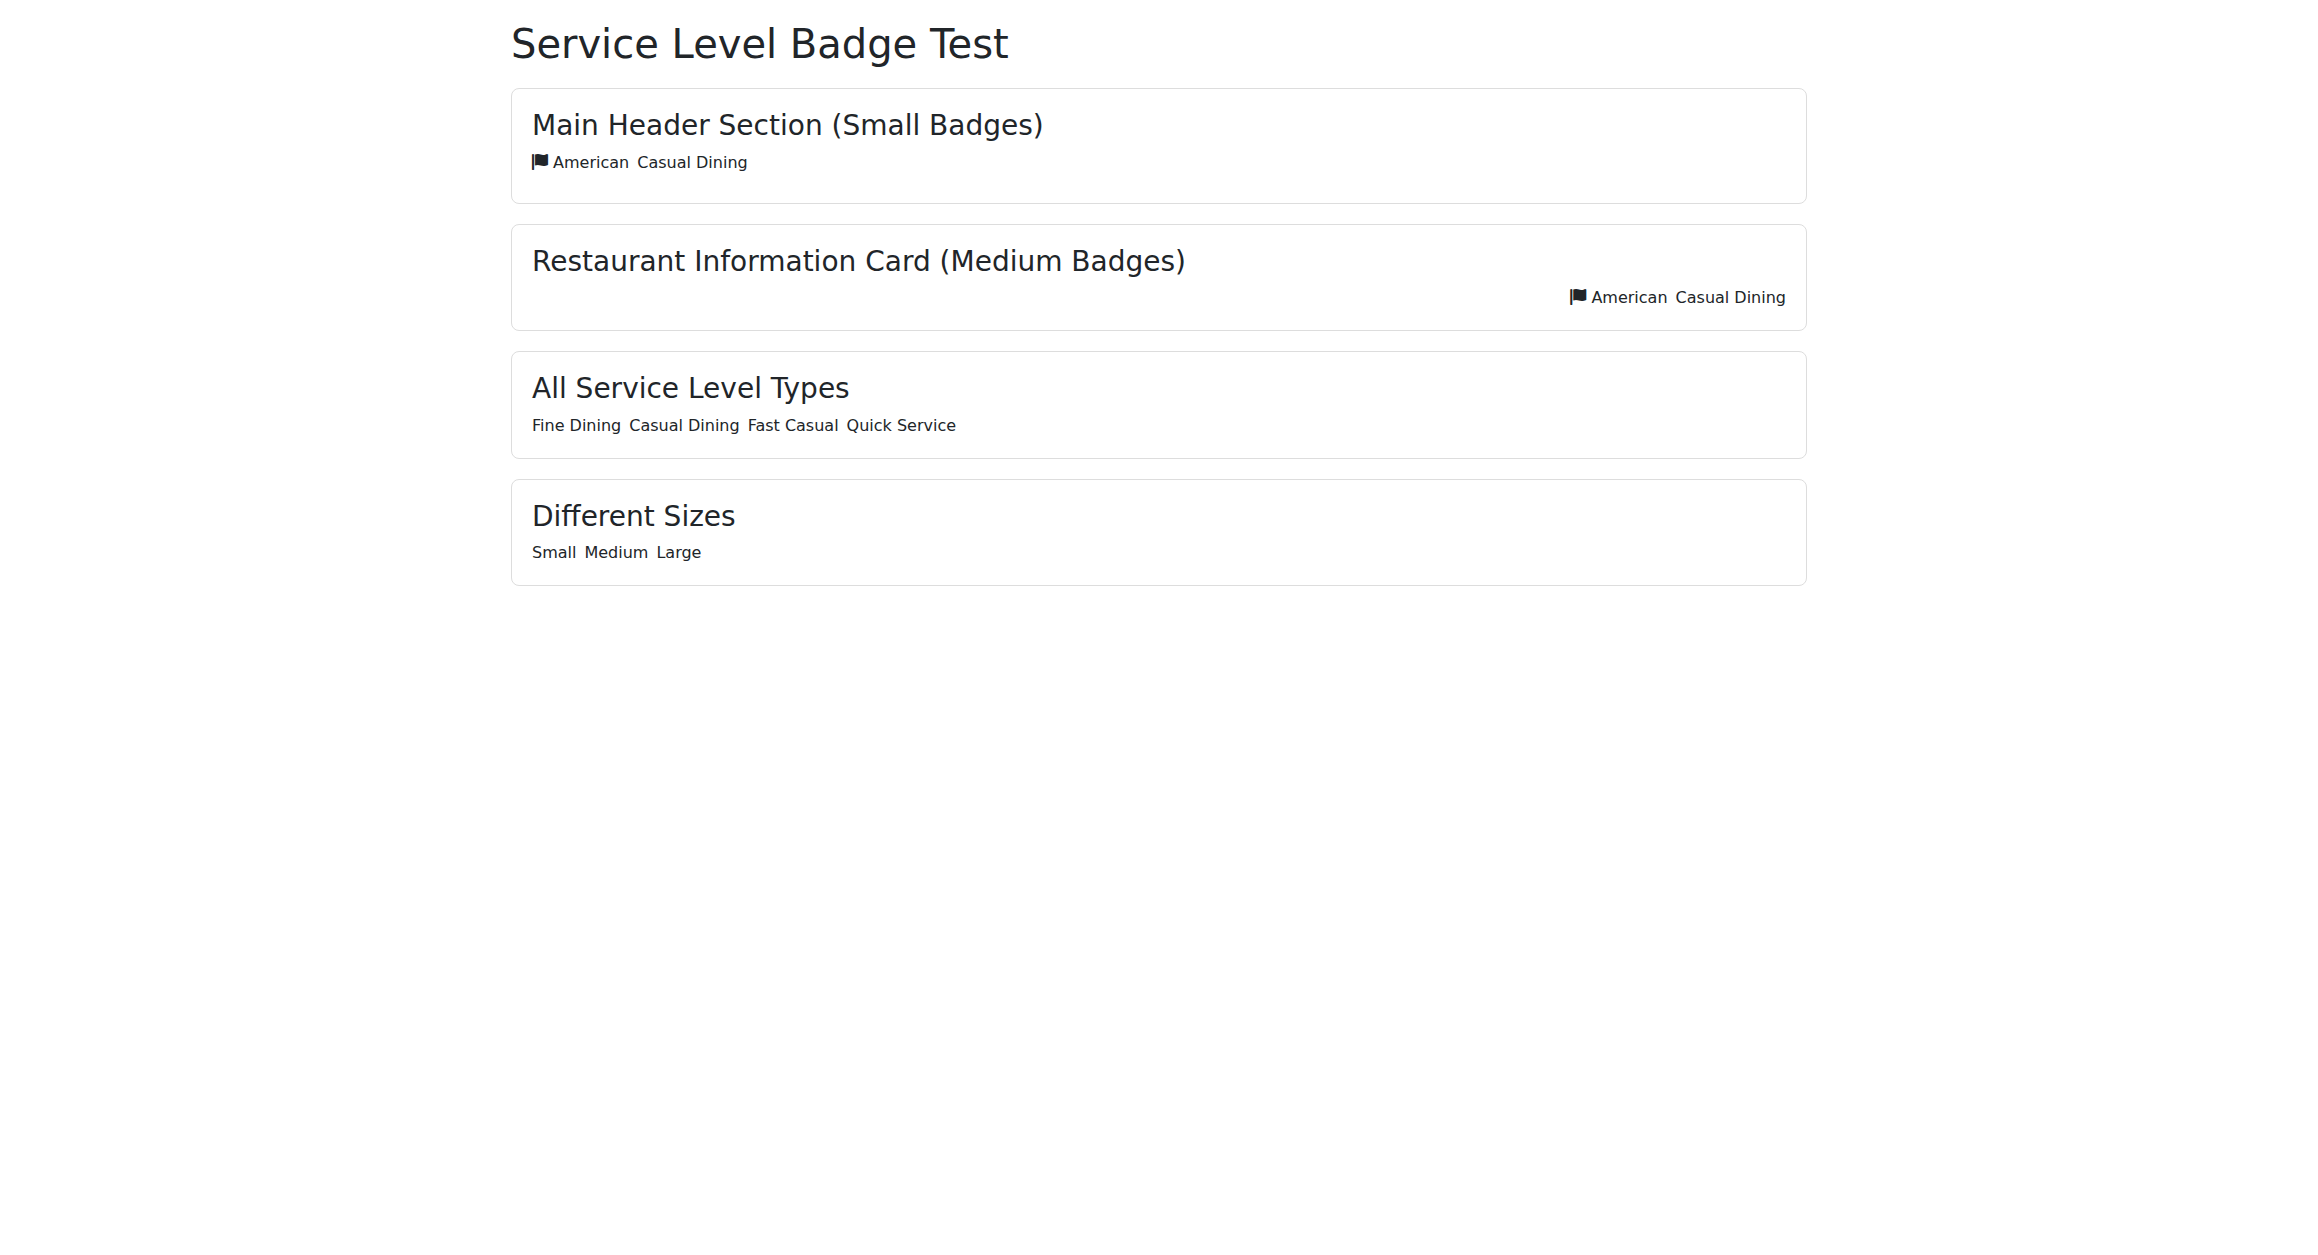 Service Level Badge Test
Main Header Section (Small Badges)
American Casual Dining
Restaurant Information Card (Medium Badges)
American Casual Dining
All Service Level Types
Fine Dining Casual Dining Fast Casual Quick Service
Different Sizes
Small Medium Large